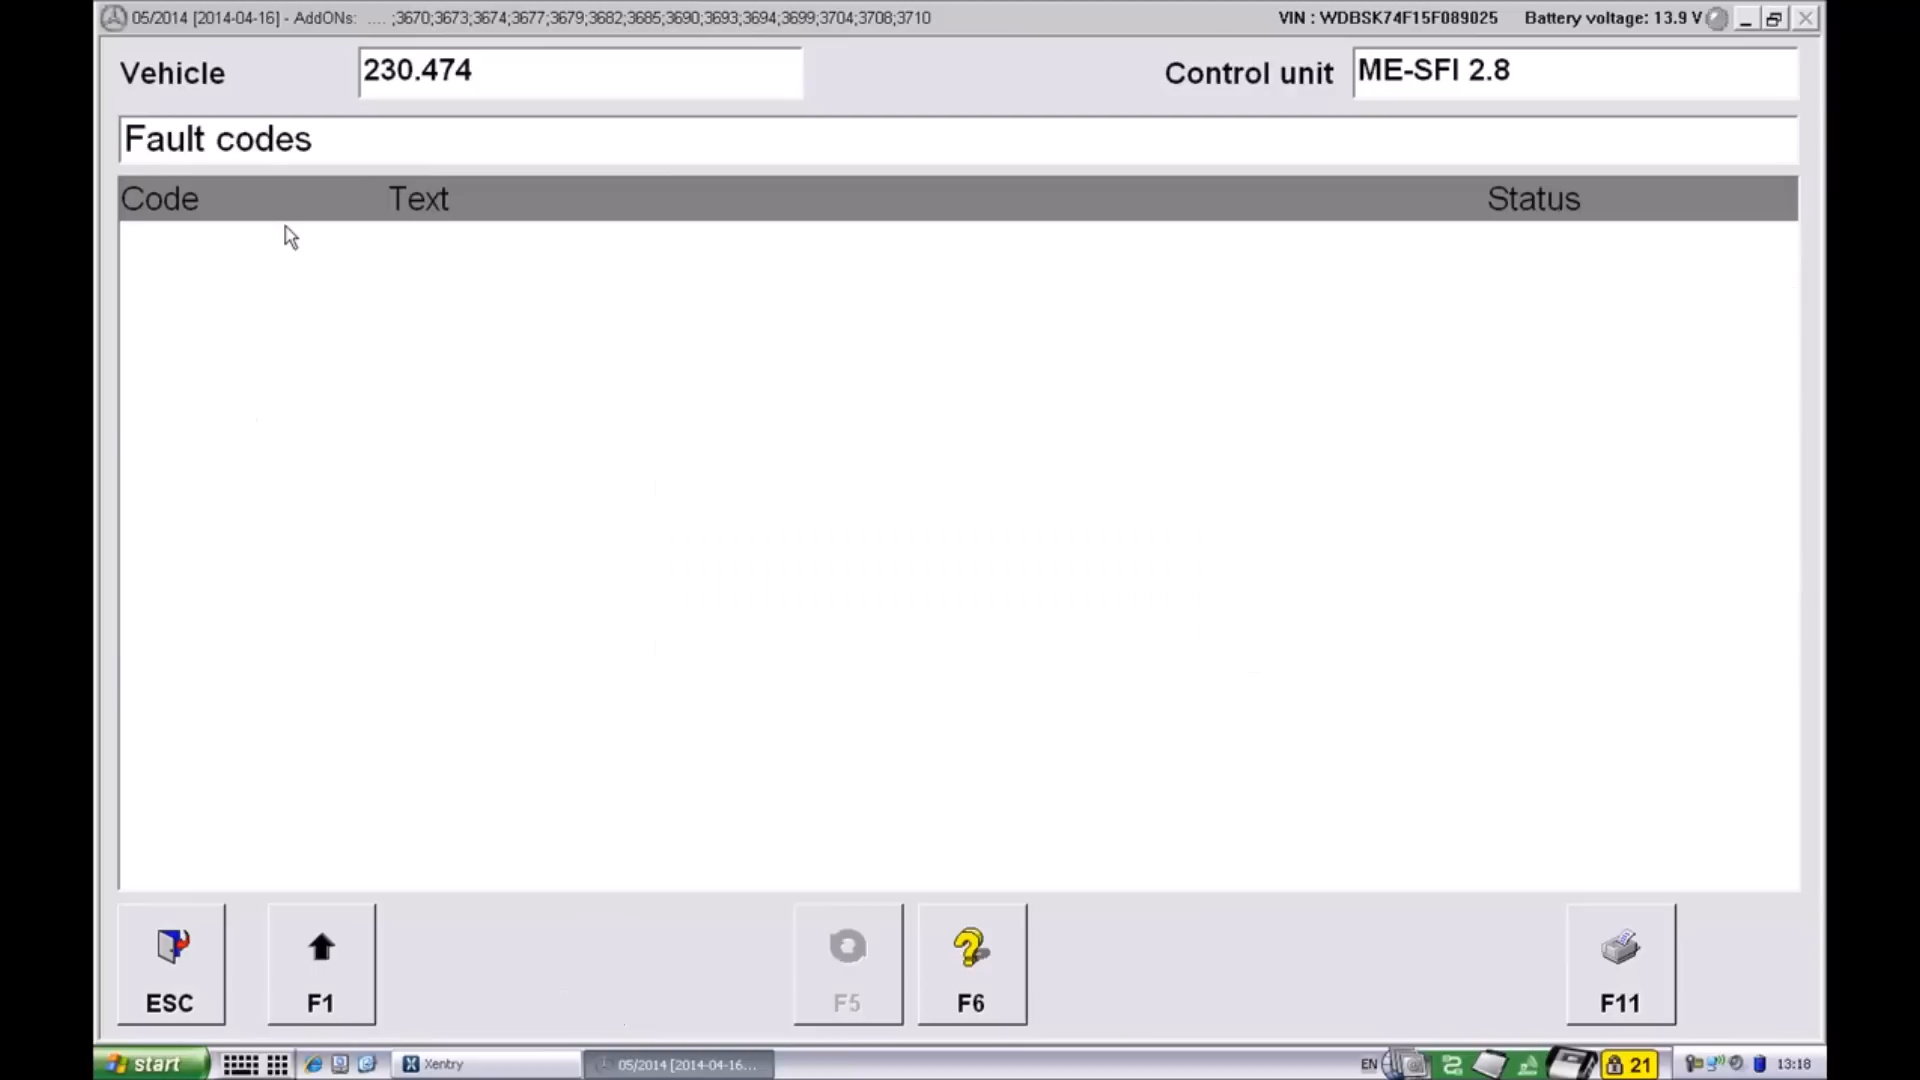 05/2014 [2014-04-16] - AddONs: .... ;3670;3673;3674;3677;3679;3682;3685;3690;3693;3694;3699;3704;3708;3710 VIN : WDBSK74F15F089025 Battery voltage: 13.9 V
Vehicle 230.474 Control unit ME-SFI 2.8
Fault codes
Code Text Status
ESC F1 F5 F6 F11
start Xentry 05/2014 [2014-04-16... EN 21 13:18